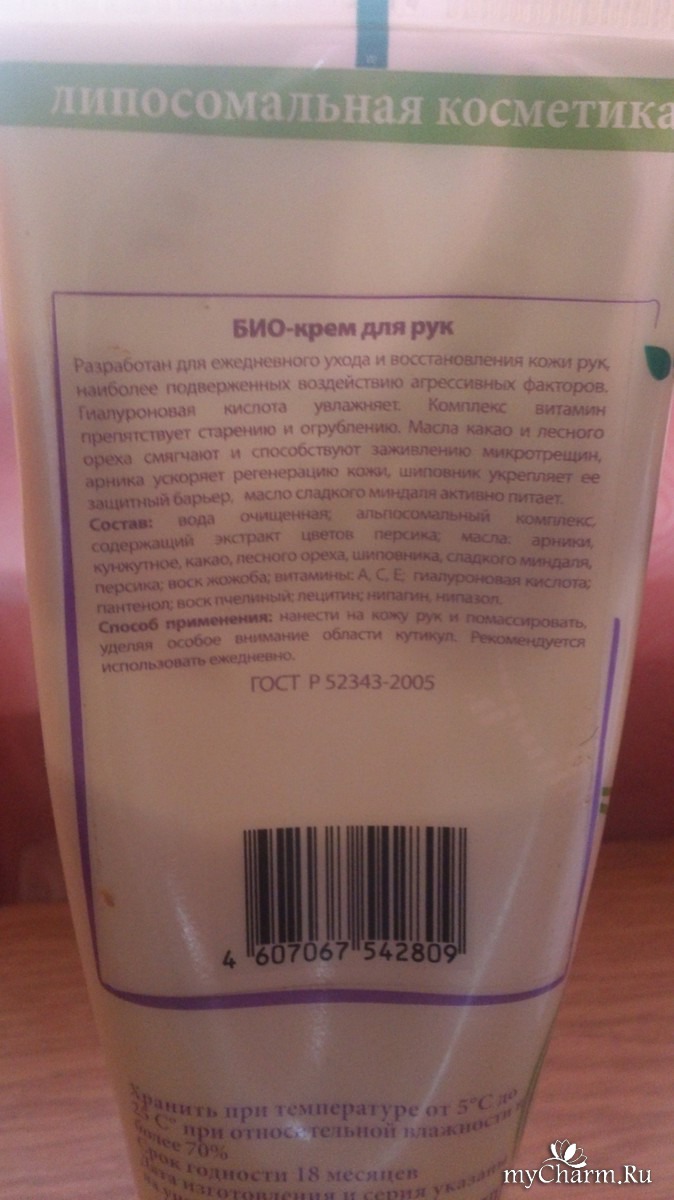 липосомальная косметика
БИО-крем для рук
Разработан для ежедневного ухода и восстановления кожи рук,
наиболее подверженных воздействию агрессивных факторов.
Гиалуроновая кислота увлажняет. Комплекс витамин
препятствует старению и огрублению. Масла какао и лесного
ореха смягчают и способствуют заживлению микротрещин,
арника ускоряет регенерацию кожи, шиповник укрепляет ее
защитный барьер, масло сладкого миндаля активно питает.
Состав: вода очищенная; альпосомальный комплекс,
содержащий экстракт цветов персика; масла: арники,
кунжутное, какао, лесного ореха, шиповника, сладкого миндаля,
персика; воск жожоба; витамины: А, С, Е; гиалуроновая кислота;
пантенол; воск пчелиный; лецитин; нипагин, нипазол.
Способ применения: нанести на кожу рук и помассировать,
уделяя особое внимание области кутикул. Рекомендуется
использовать ежедневно.
ГОСТ Р 52343-2005
4 607067 542809
Хранить при температуре от 5°С до
25 С° при относительной влажности
более 70%
Срок годности 18 месяцев
Дата изготовления и серия
myCharm.Ru